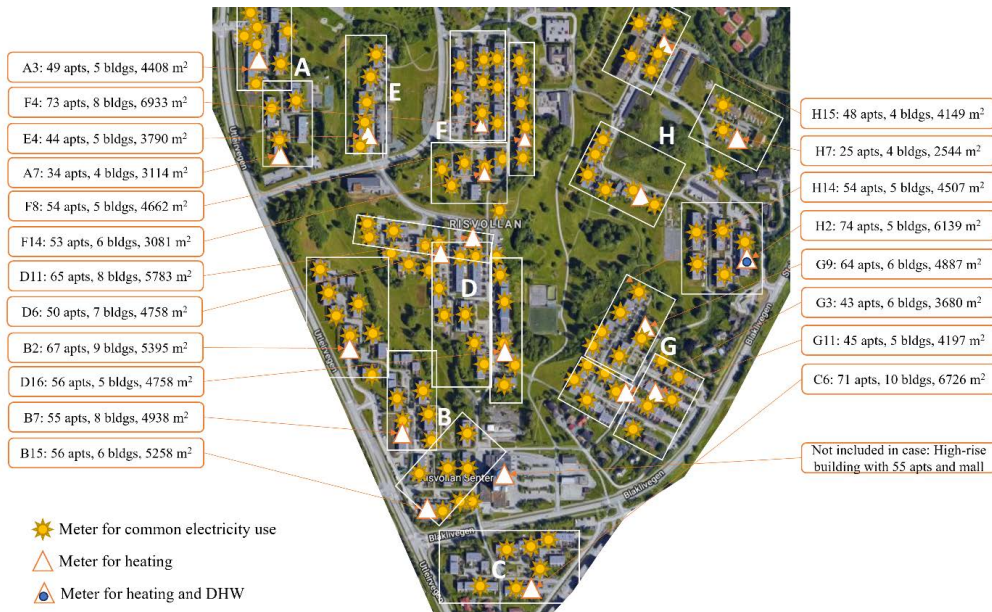 A3: 49 apts, 5 bldgs, 4408 m²
F4: 73 apts, 8 bldgs, 6933 m²
E4: 44 apts, 5 bldgs, 3790 m²
A7: 34 apts, 4 bldgs, 3114 m²
F8: 54 apts, 5 bldgs, 4662 m²
F14: 53 apts, 6 bldgs, 3081 m²
D11: 65 apts, 8 bldgs, 5783 m²
D6: 50 apts, 7 bldgs, 4758 m²
B2: 67 apts, 9 bldgs, 5395 m²
D16: 56 apts, 5 bldgs, 4758 m²
B7: 55 apts, 8 bldgs, 4938 m²
B15: 56 apts, 6 bldgs, 5258 m²
Meter for common electricity use
Meter for heating
Meter for heating and DHW
A
E
F
H
RISVOLLAN
D
G
B
C
Utleirvegen
Utleirvegen
Utleirvegen
Risvollan Senter
Blaklivegen
Blaklivegen
Blaklivegen
H15: 48 apts, 4 bldgs, 4149 m²
H7: 25 apts, 4 bldgs, 2544 m²
H14: 54 apts, 5 bldgs, 4507 m²
H2: 74 apts, 5 bldgs, 6139 m²
G9: 64 apts, 6 bldgs, 4887 m²
G3: 43 apts, 6 bldgs, 3680 m²
G11: 45 apts, 5 bldgs, 4197 m²
C6: 71 apts, 10 bldgs, 6726 m²
Not included in case: High-rise
building with 55 apts and mall